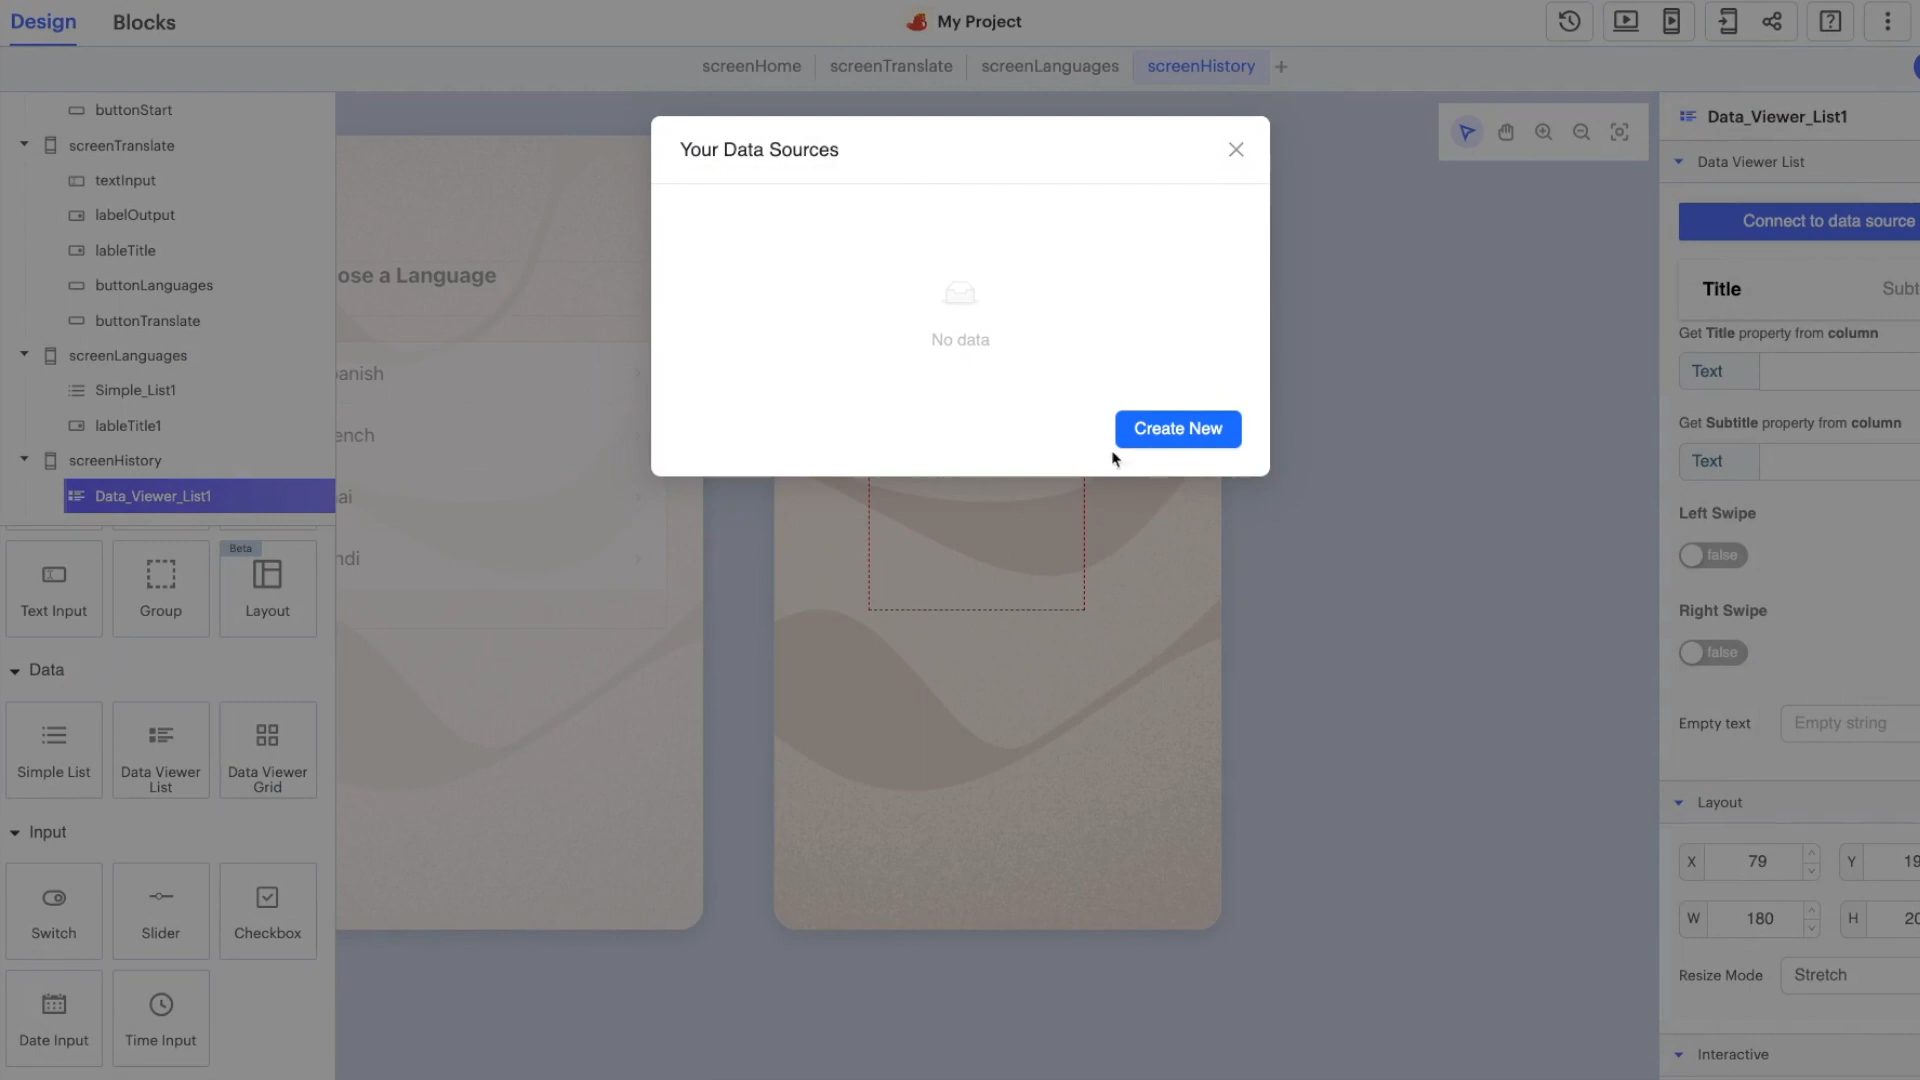 Design
Blocks
My Project
screenHome
screenTranslate
screenLanguages
screenHistory
buttonStart
screenTranslate
textInput
labelOutput
lableTitle
buttonLanguages
buttonTranslate
screenLanguages
Simple_List1
lableTitle1
screenHistory
Data_Viewer_List1
Text Input
Group
Beta
Layout
Data
Simple List
Data Viewer
List
Data Viewer
Grid
Input
Switch
Slider
Checkbox
Date Input
Time Input
ose a Language
anish
ench
ai
ndi
Your Data Sources
No data
Create New
Data_Viewer_List1
Data Viewer List
Connect to data source
Title
Subt
Get Title property from column
Text
Get Subtitle property from column
Text
Left Swipe
false
Right Swipe
false
Empty text
Empty string
Layout
X
79
Y
19
W
180
H
20
Resize Mode
Stretch
Interactive